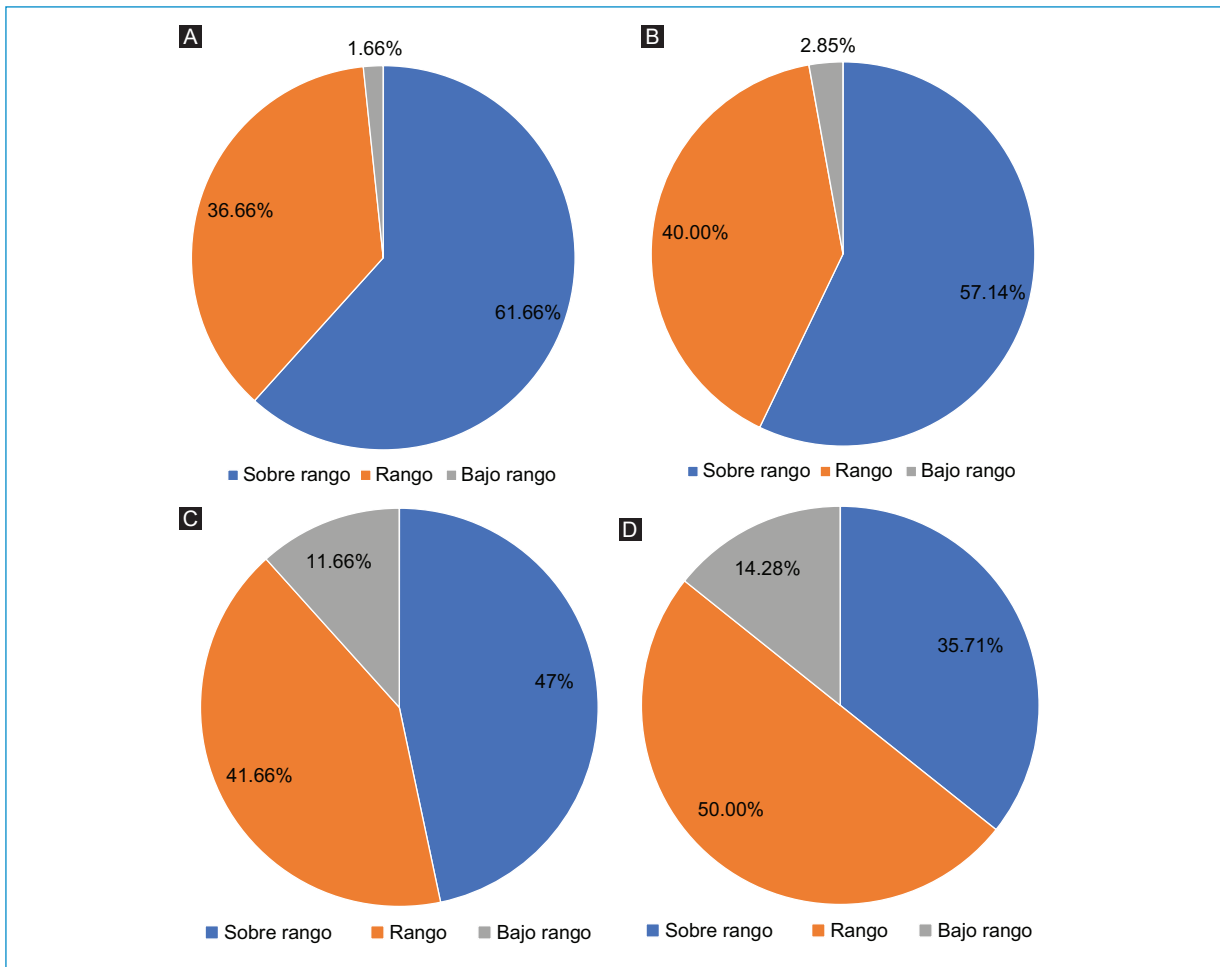 A
1.66%
36.66%
61.66%
Sobre rango Rango Bajo rango
B
2.85%
40.00%
57.14%
Sobre rango Rango Bajo rango
C
11.66%
47%
41.66%
Sobre rango Rango Bajo rango
D
14.28%
35.71%
50.00%
Sobre rango Rango Bajo rango